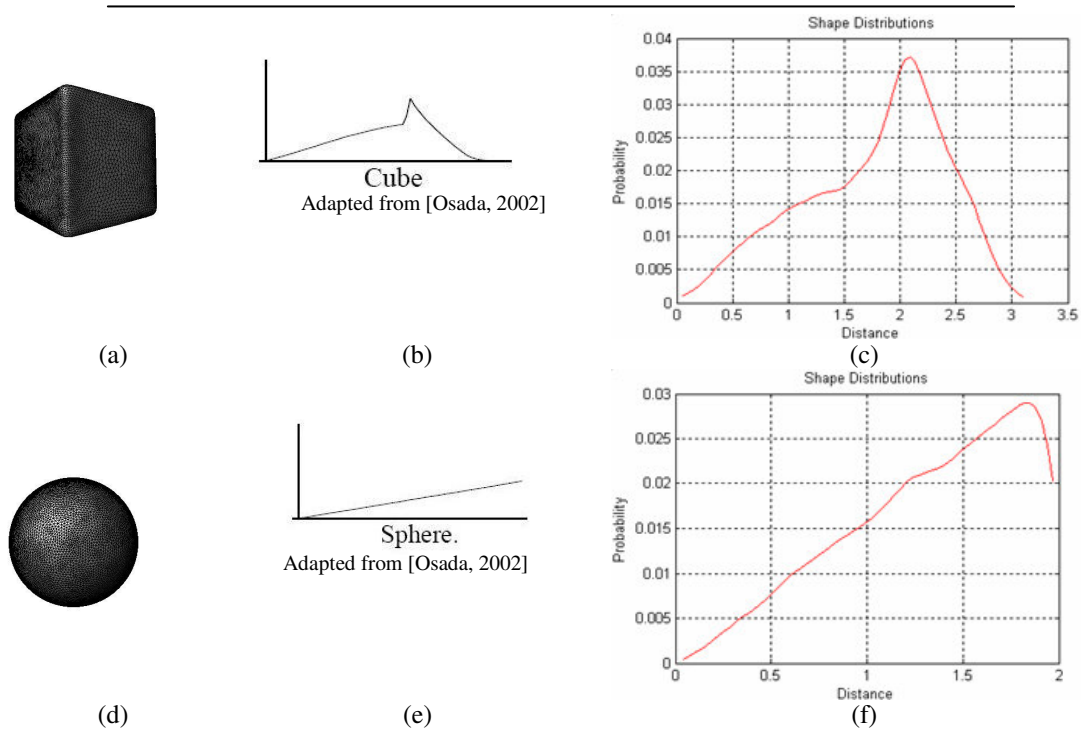 Shape Distributions
0.04
0.035
0.03
0.025
0.02
0.015
0.01
0.005
0
Probability
0 0.5 1 1.5 2 2.5 3 3.5
Distance
Cube
Adapted from [Osada, 2002]
(a) (b) (c)
Shape Distributions
0.03
0.025
0.02
0.015
0.01
0.005
0
Probability
0 0.5 1 1.5 2
Distance
Sphere.
Adapted from [Osada, 2002]
(d) (e) (f)